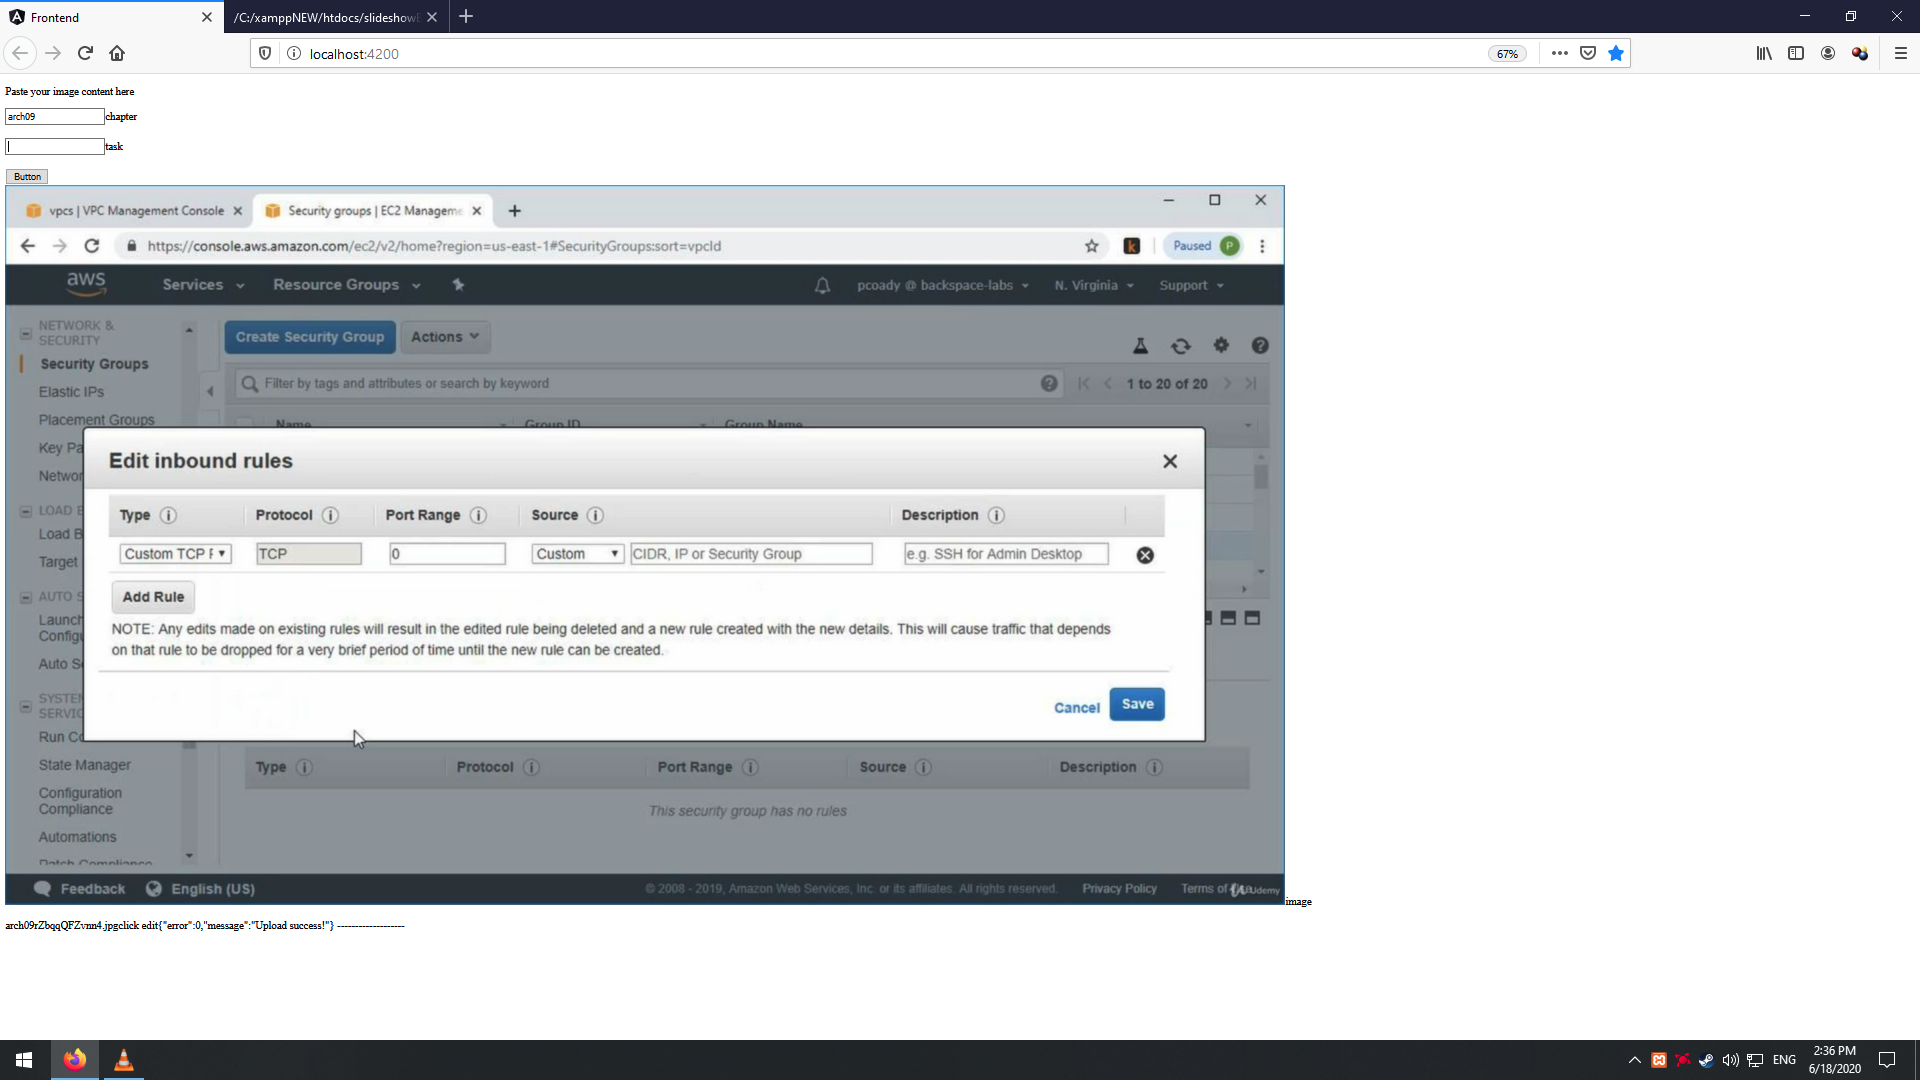 Frontend
/C:/xamppNEW/htdocs/slideshow
localhost:4200
67%
Paste your image content here
arch09 chapter
task
Button
vpcs | VPC Management Console
Security groups | EC2 Manageme
https://console.aws.amazon.com/ec2/v2/home?region=us-east-1#SecurityGroups:sort=vpcId
k
Paused P
aws Services Resource Groups pcoady @ backspace-labs N. Virginia Support
NETWORK &
SECURITY
Security Groups
Elastic IPs
Placement Groups
Key Pa
Networ
LOAD B
Load B
Target
AUTO S
Launch
Configu
Auto S
SYSTEM
SERVIC
Run Co
State Manager
Configuration
Compliance
Automations
Patch Compliance
Create Security Group Actions
Filter by tags and attributes or search by keyword
1 to 20 of 20
Name Group ID Group Name
Edit inbound rules
Type Protocol Port Range Source Description
Custom TCP TCP 0 Custom CIDR, IP or Security Group e.g. SSH for Admin Desktop
Add Rule
NOTE: Any edits made on existing rules will result in the edited rule being deleted and a new rule created with the new details. This will cause traffic that depends
on that rule to be dropped for a very brief period of time until the new rule can be created.
Cancel Save
Type Protocol Port Range Source Description
This security group has no rules
Feedback English (US)
© 2008 - 2019, Amazon Web Services, Inc. or its affiliates. All rights reserved. Privacy Policy Terms of
Udemy
image
arch09rZbqqQFZvnn4.jpgclick edit{"error":0,"message":"Upload success!"} -------------------
ENG
2:36 PM
6/18/2020